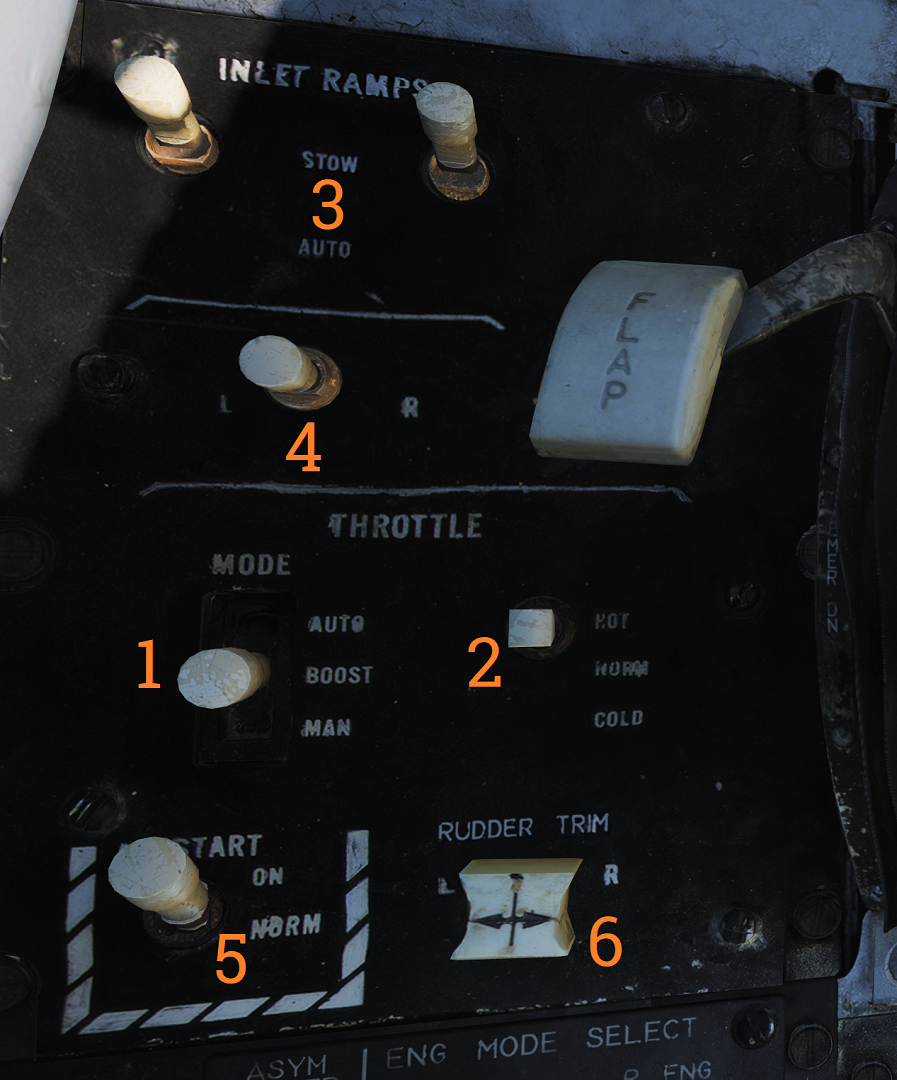 INLET RAMPS
STOW
3
AUTO
FLAP
L R
4
THROTTLE
MODE
AUTO HOT
1 BOOST 2 NORM
MAN COLD
START
ON
NORM
5
RUDDER TRIM
L R
6
ENG MODE SELECT
ASYM
R ENG